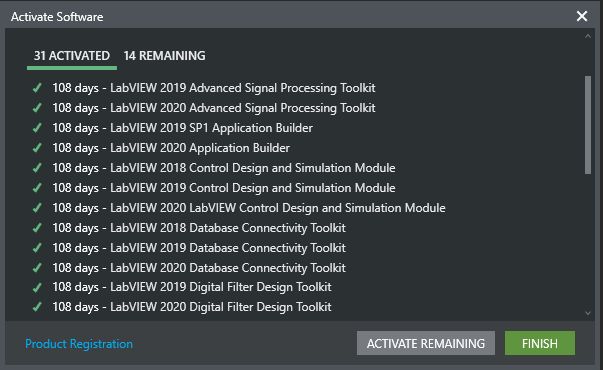 Activate Software
31 ACTIVATED 14 REMAINING
108 days - LabVIEW 2019 Advanced Signal Processing Toolkit
108 days - LabVIEW 2020 Advanced Signal Processing Toolkit
108 days - LabVIEW 2019 SP1 Application Builder
108 days - LabVIEW 2020 Application Builder
108 days - LabVIEW 2018 Control Design and Simulation Module
108 days - LabVIEW 2019 Control Design and Simulation Module
108 days - LabVIEW 2020 LabVIEW Control Design and Simulation Module
108 days - LabVIEW 2018 Database Connectivity Toolkit
108 days - LabVIEW 2019 Database Connectivity Toolkit
108 days - LabVIEW 2020 Database Connectivity Toolkit
108 days - LabVIEW 2019 Digital Filter Design Toolkit
108 days - LabVIEW 2020 Digital Filter Design Toolkit
Product Registration ACTIVATE REMAINING FINISH